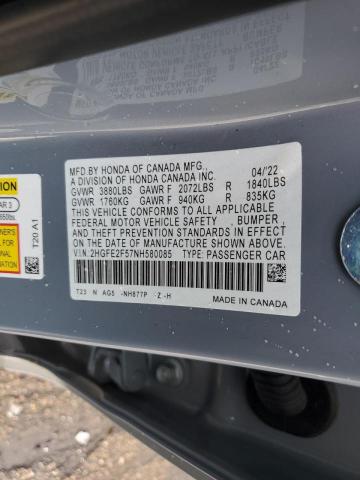 MFD.BY HONDA OF CANADA MFG., 04/22
A DIVISION OF HONDA CANADA INC.
GVWR 3880LBS GAWR F 2072LBS R 1840LBS
GVWR 1760KG GAWR F 940KG R 835KG
THIS VEHICLE CONFORMS TO ALL APPLICABLE
FEDERAL MOTOR VEHICLE SAFETY , BUMPER ,
AND THEFT PREVENTION STANDARDS IN EFFECT
ON THE DATE OF MANUFACTURE SHOWN ABOVE.
V.I.N. 2HGFE2F57NH580085 TYPE: PASSENGER CAR
T23 N AG5 -NH877P -Z -H
MADE IN CANADA
T20 A1